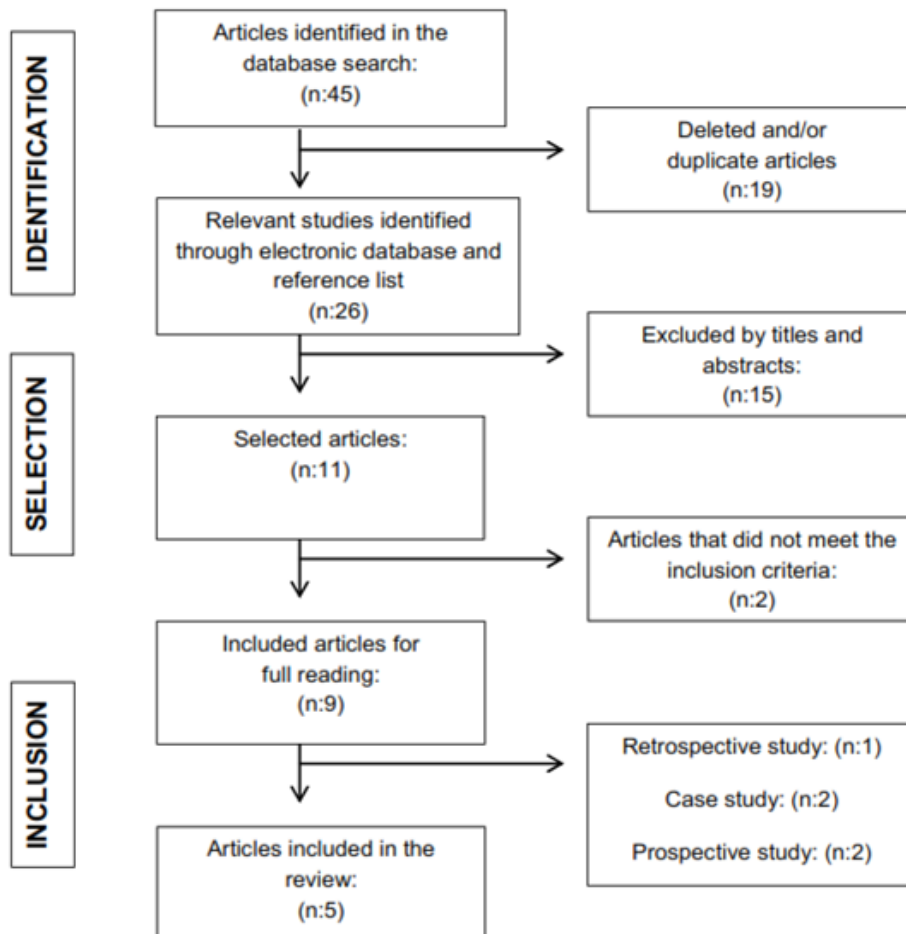 IDENTIFICATION
Articles identified in the
database search:
(n:45)
Deleted and/or
duplicate articles
(n:19)
Relevant studies identified
through electronic database and
reference list
(n:26)
SELECTION
Excluded by titles and
abstracts:
(n:15)
Selected articles:
(n:11)
Articles that did not meet the
inclusion criteria:
(n:2)
INCLUSION
Included articles for
full reading:
(n:9)
Retrospective study: (n:1)
Case study: (n:2)
Prospective study: (n:2)
Articles included in the
review:
(n:5)